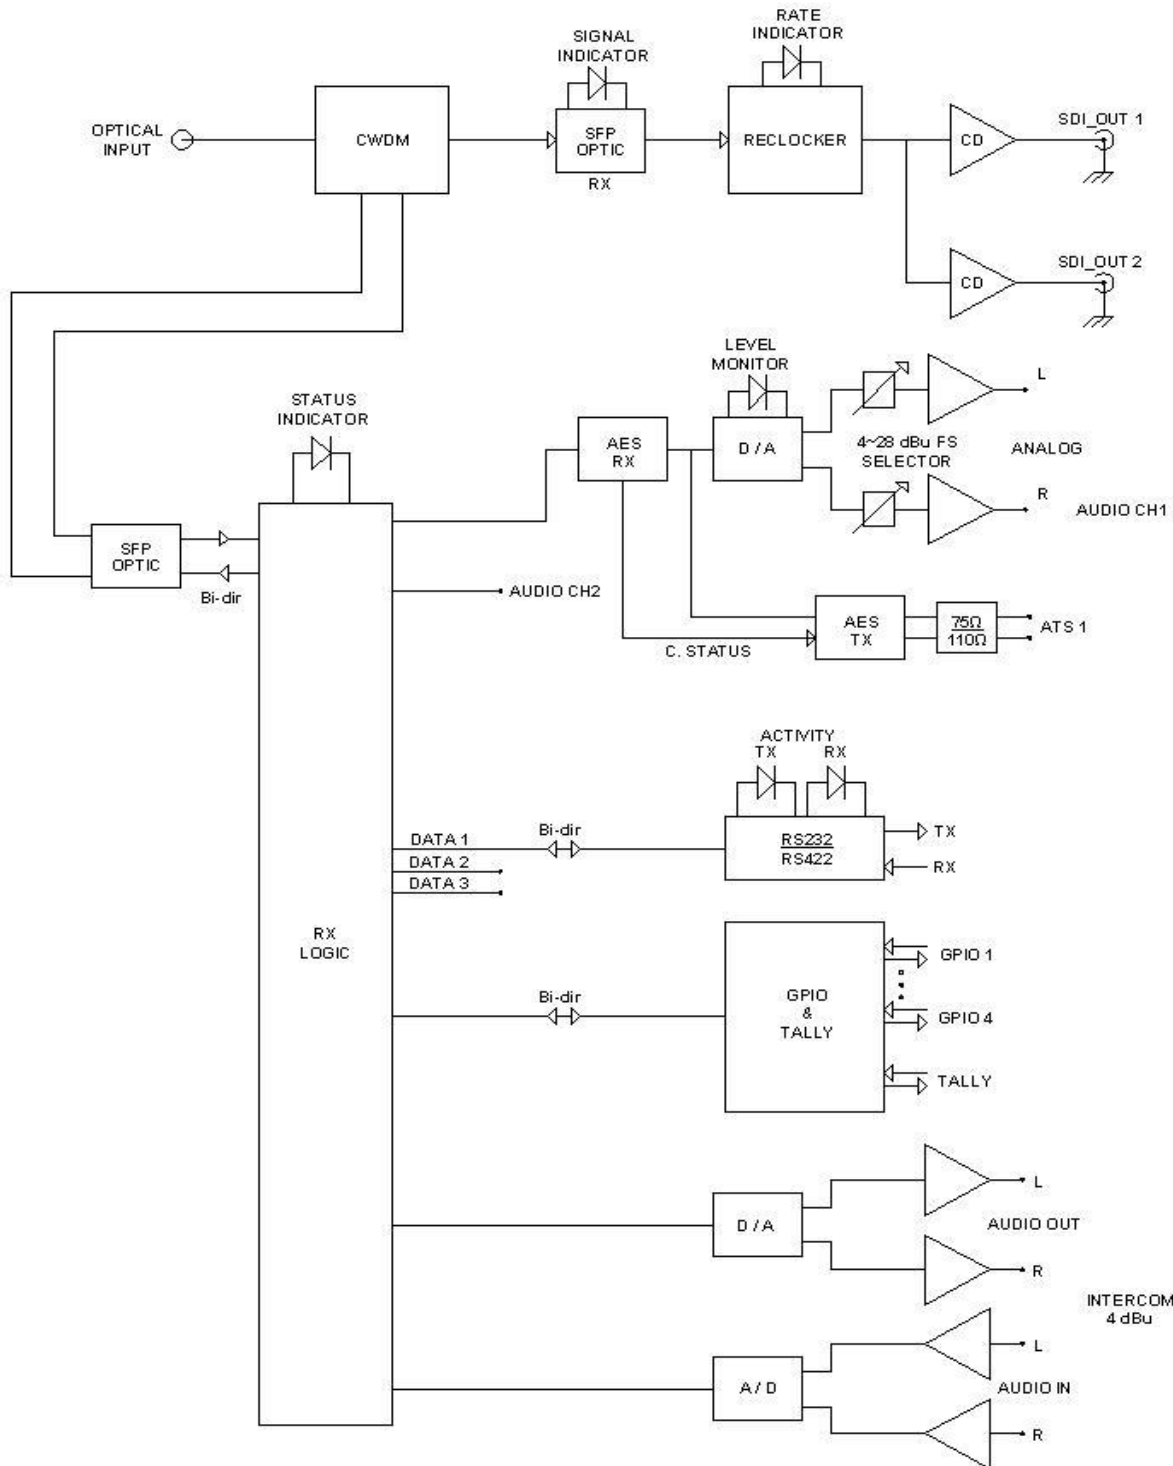 RATE
INDICATOR
SIGNAL
INDICATOR
OPTICAL
INPUT
CWDM
SFP
OPTIC
RX
RECLOCKER
CD
SDI_OUT 1
CD
SDI_OUT 2
LEVEL
MONITOR
STATUS
INDICATOR
AES
RX
D / A
4~28 dBu FS
SELECTOR
L
ANALOG
R
AUDIO CH1
SFP
OPTIC
Bi-dir
AUDIO CH2
C. STATUS
AES
TX
75Ω
110Ω
ATS 1
ACTIVITY
TX
RX
DATA 1
Bi-dir
RS232
RS422
TX
RX
DATA 2
DATA 3
RX
LOGIC
Bi-dir
GPIO
&
TALLY
GPIO 1
GPIO 4
TALLY
D / A
L
AUDIO OUT
R
INTERCOM
4 dBu
A / D
L
AUDIO IN
R